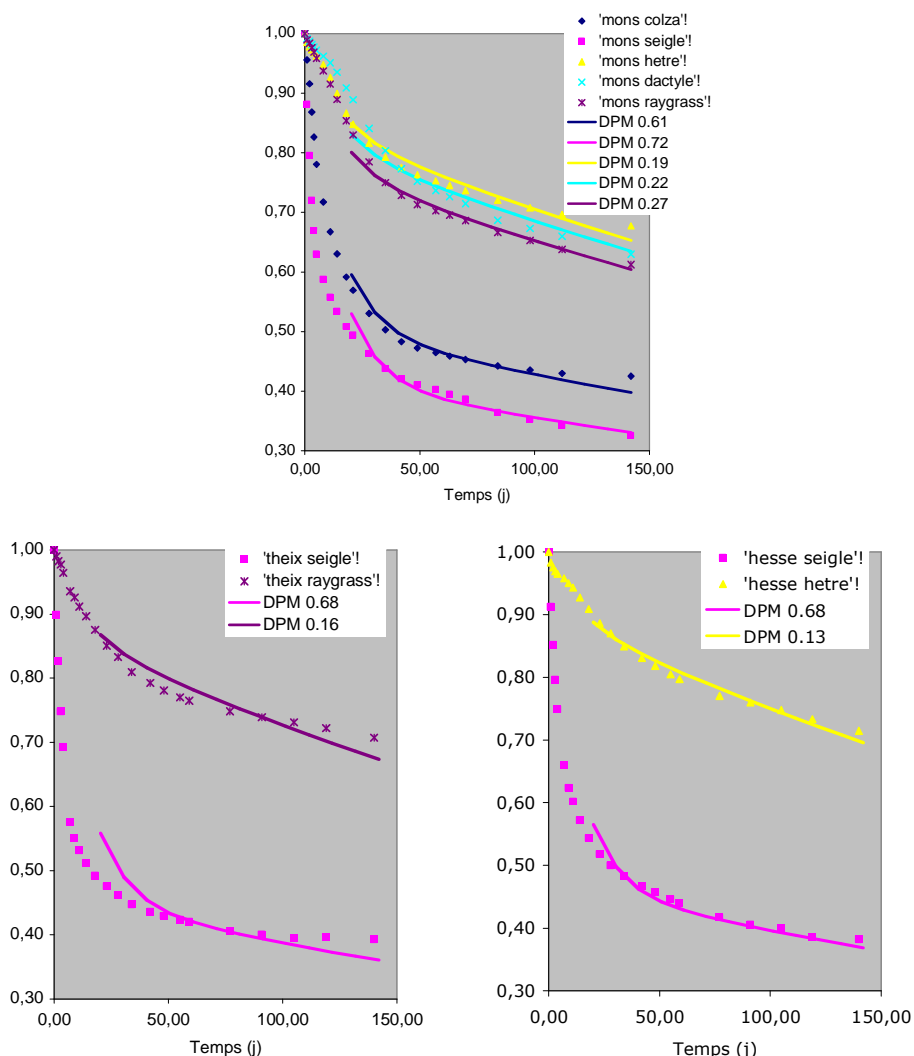 1,00
0,90
0,80
0,70
0,60
0,50
0,40
0,30
0,00 50,00 100,00 150,00
Temps (j)
'mons colza'!
'mons seigle'!
'mons hetre'!
'mons dactyle'!
'mons raygrass'!
DPM 0.61
DPM 0.72
DPM 0.19
DPM 0.22
DPM 0.27
1,00
0,90
0,80
0,70
0,60
0,50
0,40
0,30
0,00 50,00 100,00 150,00
Temps (j)
'theix seigle'!
'theix raygrass'!
DPM 0.68
DPM 0.16
1,00
0,90
0,80
0,70
0,60
0,50
0,40
0,30
0,00 50,00 100,00 150,00
Temps (j)
'hesse seigle'!
'hesse hetre'!
DPM 0.68
DPM 0.13